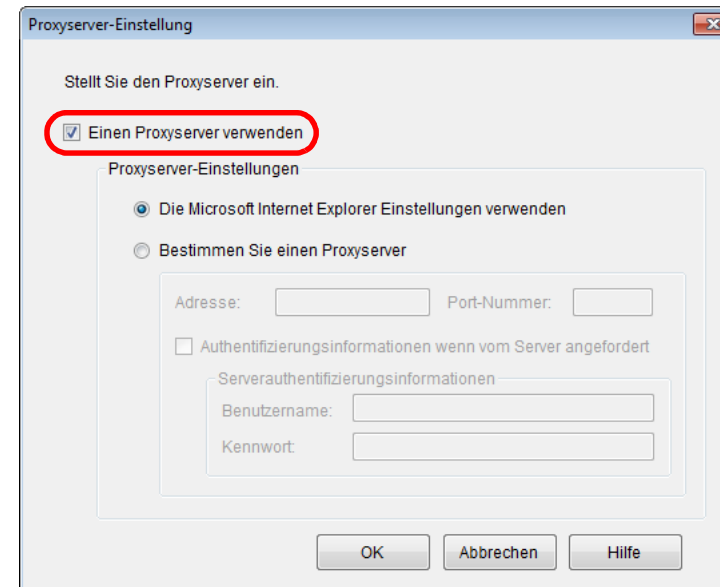 Proxyserver-Einstellung
Stellt Sie den Proxyserver ein.
Einen Proxyserver verwenden
Proxyserver-Einstellungen
Die Microsoft Internet Explorer Einstellungen verwenden
Bestimmen Sie einen Proxyserver
Adresse: Port-Nummer:
Authentifizierungsinformationen wenn vom Server angefordert
Serverauthentifizierungsinformationen
Benutzername:
Kennwort:
OK Abbrechen Hilfe